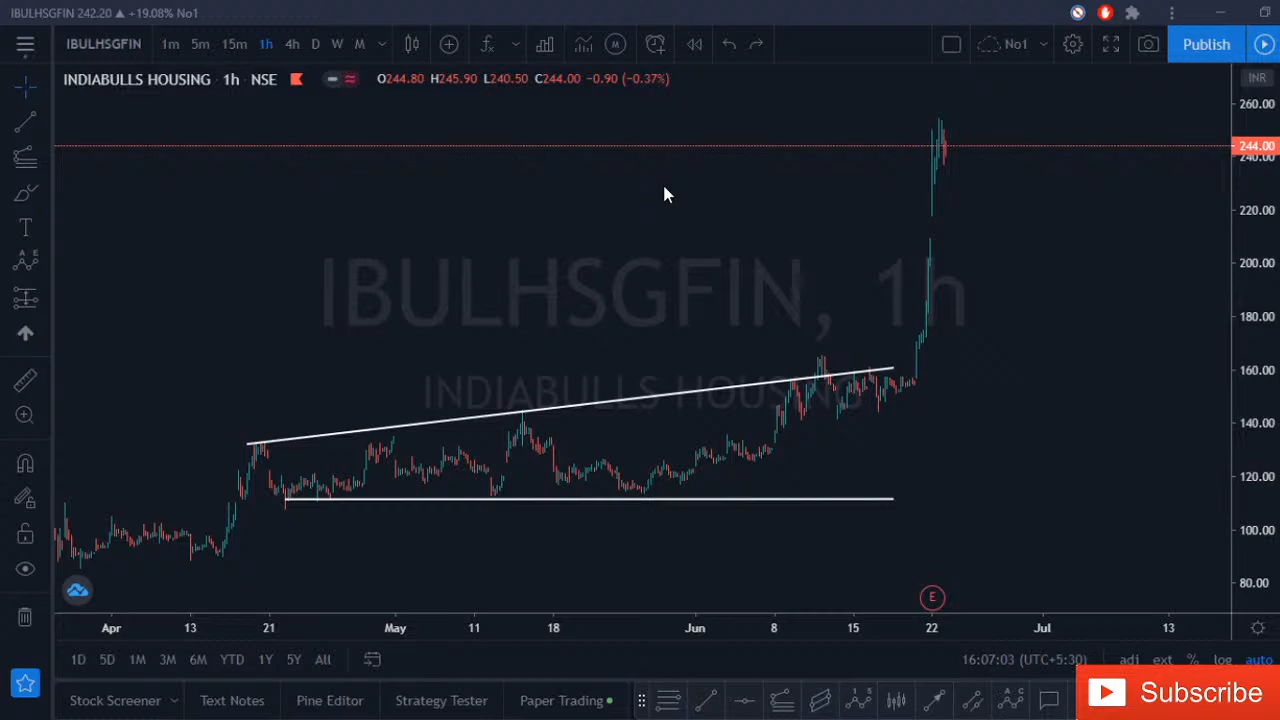 IBULHSGFIN 242.20 ▲ +19.08% No1
IBULHSGFIN 1m 5m 15m 1h 4h D W M No1 Publish
INDIABULLS HOUSING 1h NSE O244.80 H245.90 L240.50 C244.00 −0.90 (−0.37%) INR
260.00
244.00
240.00
220.00
200.00
180.00
160.00
140.00
120.00
100.00
80.00
IBULHSGFIN, 1h
INDIABULLS HOUSING
E
Apr 13 21 May 11 18 Jun 8 15 22 Jul 13
1D 5D 1M 3M 6M YTD 1Y 5Y All 16:07:03 (UTC+5:30) adj ext % log auto
Stock Screener Text Notes Pine Editor Strategy Tester Paper Trading
Subscribe